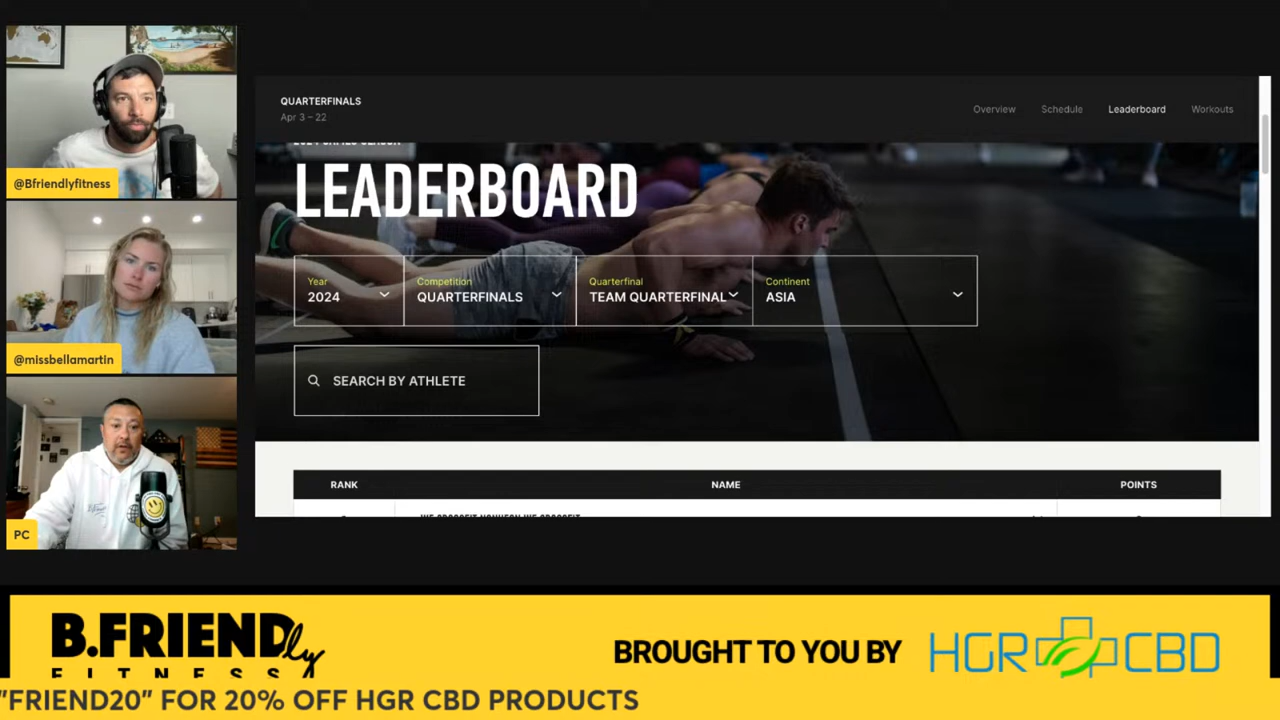 @Bfriendlyfitness
@missbellamartin
PC
QUARTERFINALS
Apr 3 – 22
Overview
Schedule
Leaderboard
Workouts
LEADERBOARD
Year
2024
Competition
QUARTERFINALS
Quarterfinal
TEAM QUARTERFINAL
Continent
ASIA
SEARCH BY ATHLETE
RANK
NAME
POINTS
B.FRIENDly
FITNESS
BROUGHT TO YOU BY
HGR CBD
"FRIEND20" FOR 20% OFF HGR CBD PRODUCTS